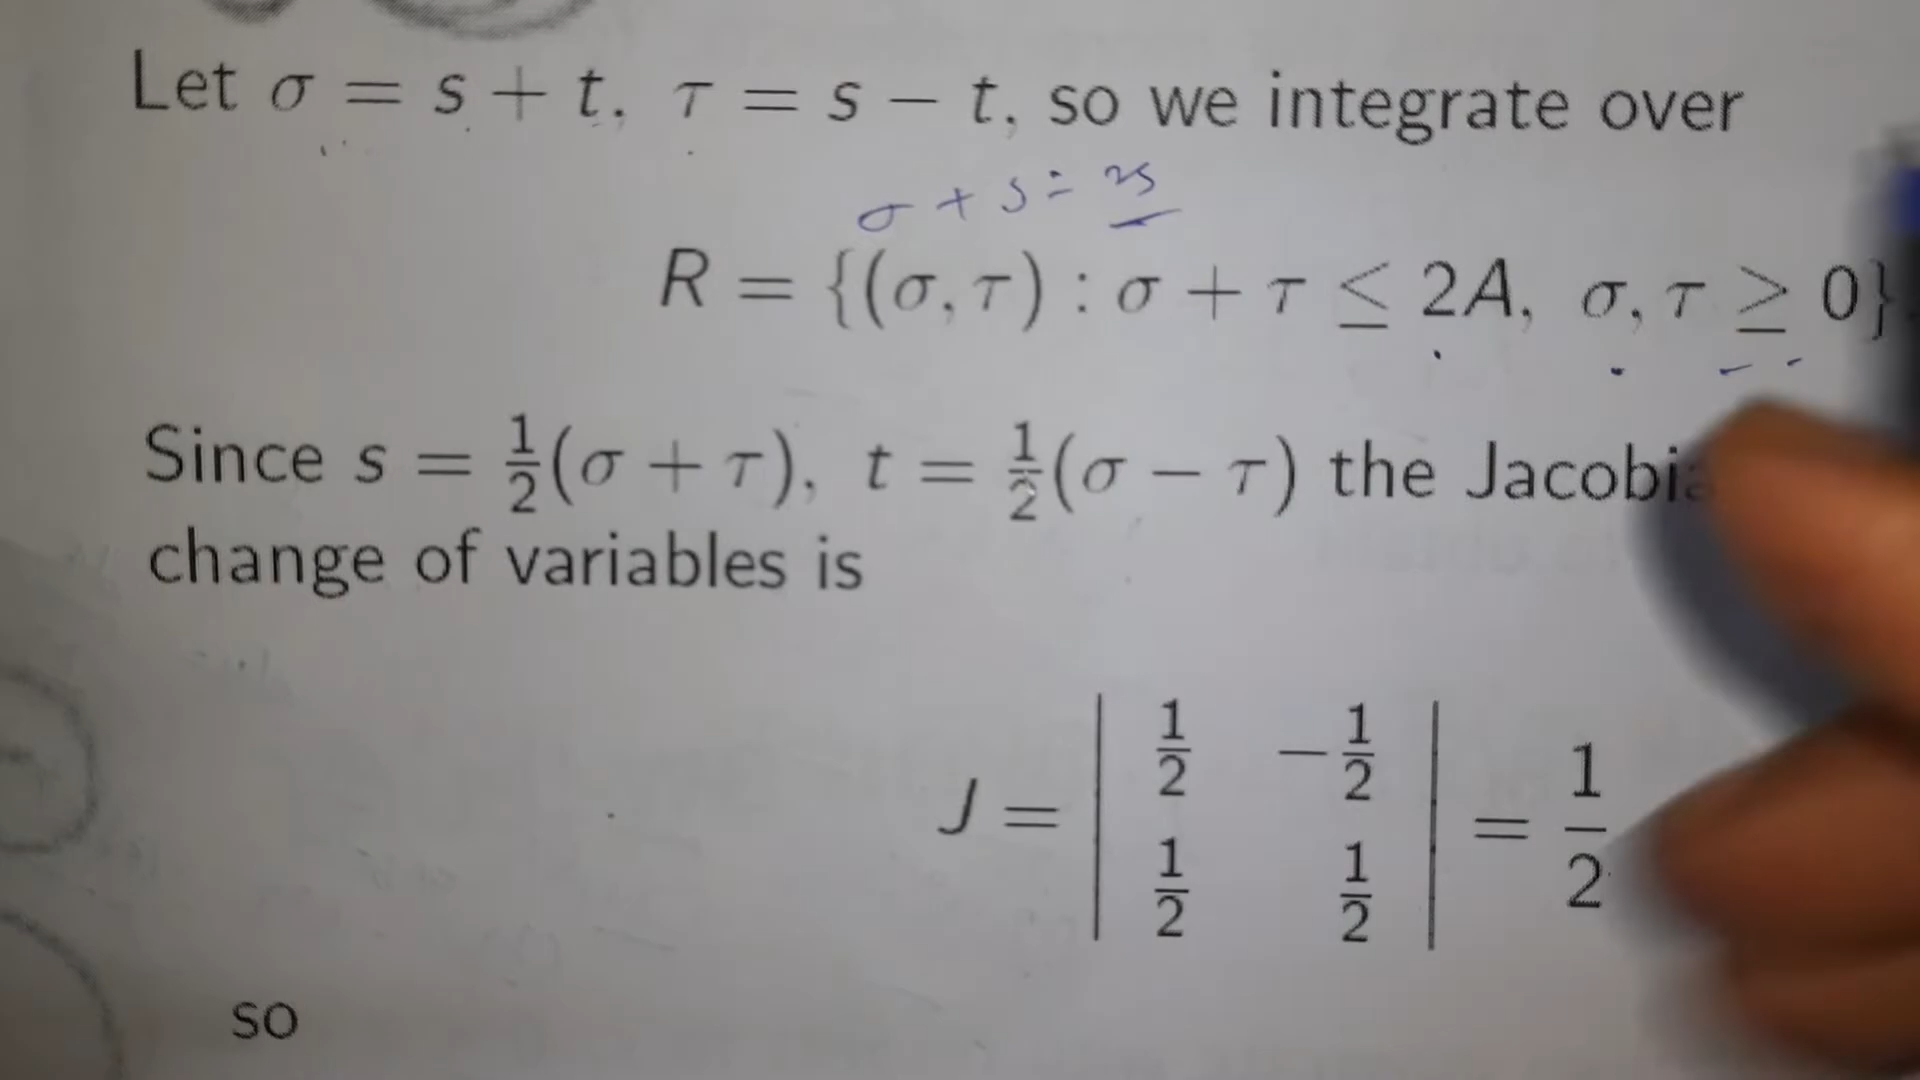 Let σ = s + t, τ = s − t, so we integrate over
σ + s = 2s
R = {(σ, τ) : σ + τ ≤ 2A, σ, τ ≥ 0}
Since s = 1/2(σ + τ), t = 1/2(σ − τ) the
change of variables is
J = | 1/2 −1/2 | = 1/2
| 1/2 1/2 |
so